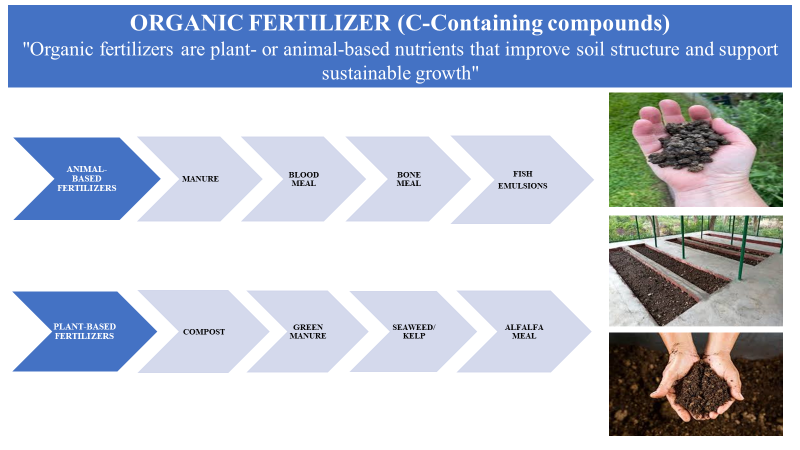 ORGANIC FERTILIZER (C-Containing compounds)
"Organic fertilizers are plant- or animal-based nutrients that improve soil structure and support
sustainable growth"
ANIMAL-
BASED
FERTILIZERS
MANURE
BLOOD
MEAL
BONE
MEAL
FISH
EMULSIONS
PLANT-BASED
FERTILIZERS
COMPOST
GREEN
MANURE
SEAWEED/
KELP
ALFALFA
MEAL